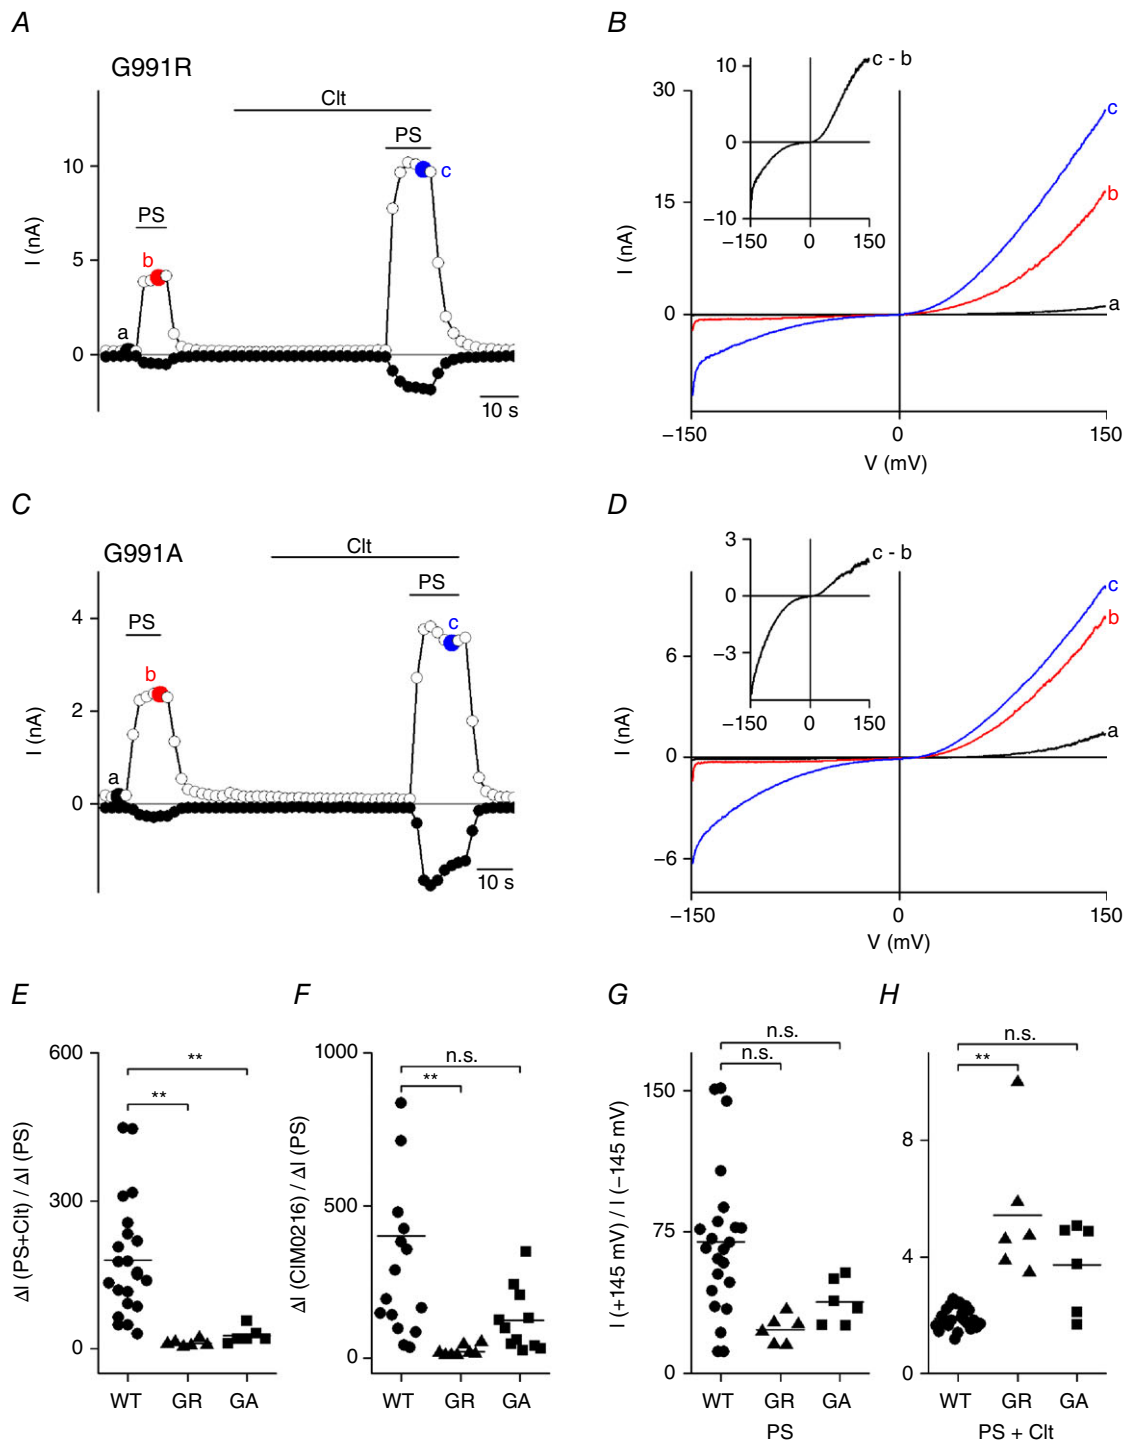 A
G991R
Clt
PS
PS
10
5
0
I (nA)
a
b
c
10 s
B
30
15
0
I (nA)
10
0
−10
−150
0
150
c - b
c
b
a
−150
0
150
V (mV)
C
G991A
Clt
PS
PS
4
2
0
I (nA)
a
b
c
10 s
D
6
0
−6
I (nA)
3
0
−3
−150
0
150
c - b
c
b
a
−150
0
150
V (mV)
E
600
300
0
ΔI (PS+Clt) / ΔI (PS)
**
**
WT
GR
GA
F
1000
500
0
ΔI (CIM0216) / ΔI (PS)
n.s.
**
WT
GR
GA
G
150
75
0
I (+145 mV) / I (−145 mV)
n.s.
n.s.
WT
GR
GA
PS
H
8
4
0
n.s.
**
WT
GR
GA
PS + Clt